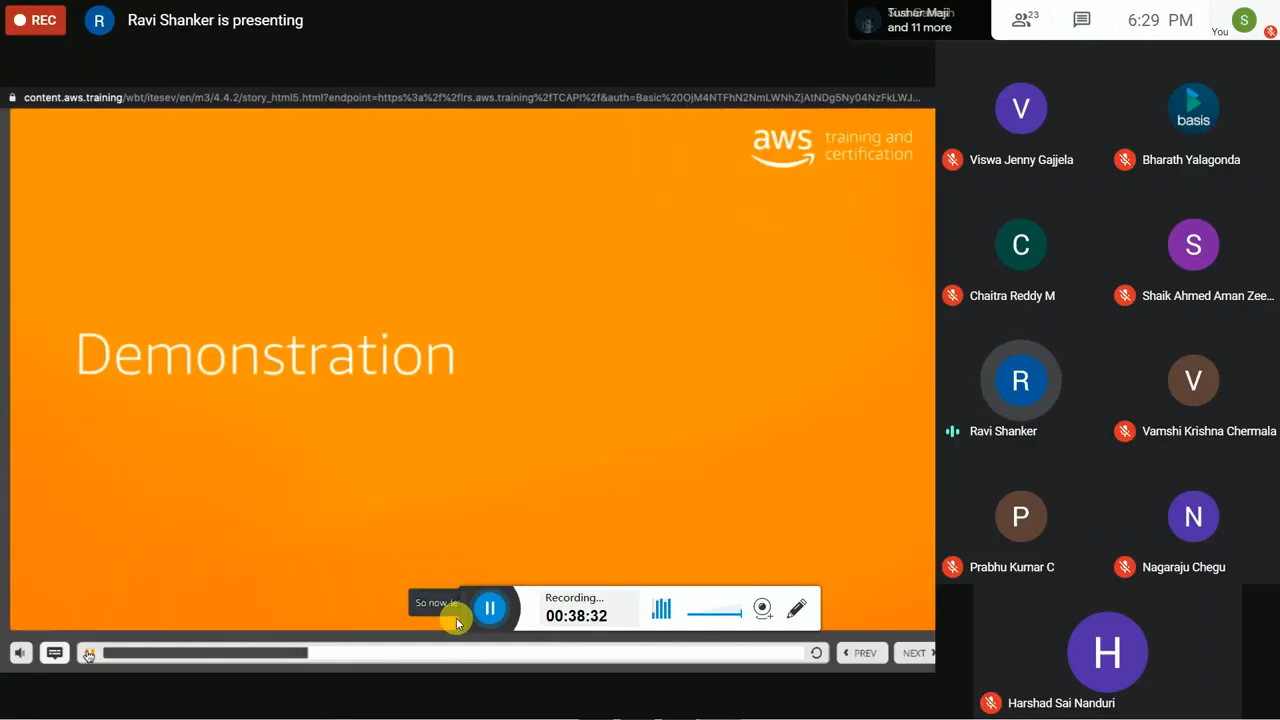 REC
R
Ravi Shanker is presenting
Tusher Maji
and 11 more
23
6:29 PM
You
S
content.aws.training/wbt/itesev/en/m3/4.4.2/story_html5.html?endpoint=https%3a%2f%2flrs.aws.training%2fTCAPI%2f&auth=Basic%20OjM4NTFhN2NmLWNhZjAtNDg5Ny04NzFkLWJ...
aws
training and
certification
Demonstration
V
Viswa Jenny Gajjela
basis
Bharath Yalagonda
C
Chaitra Reddy M
S
Shaik Ahmed Aman Zee...
R
Ravi Shanker
V
Vamshi Krishna Chermala
P
Prabhu Kumar C
N
Nagaraju Chegu
H
Harshad Sai Nanduri
So now, le
Recording...
00:38:32
PREV
NEXT